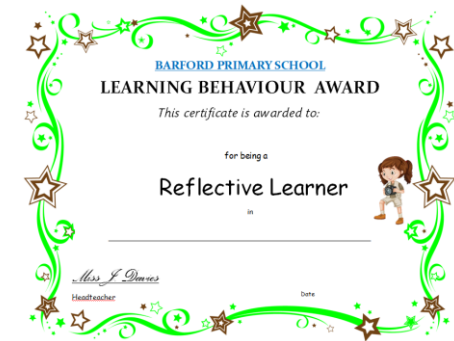 BARFORD PRIMARY SCHOOL
LEARNING BEHAVIOUR AWARD
This certificate is awarded to:
for being a
Reflective Learner
in
Miss J Davies
Headteacher
Date